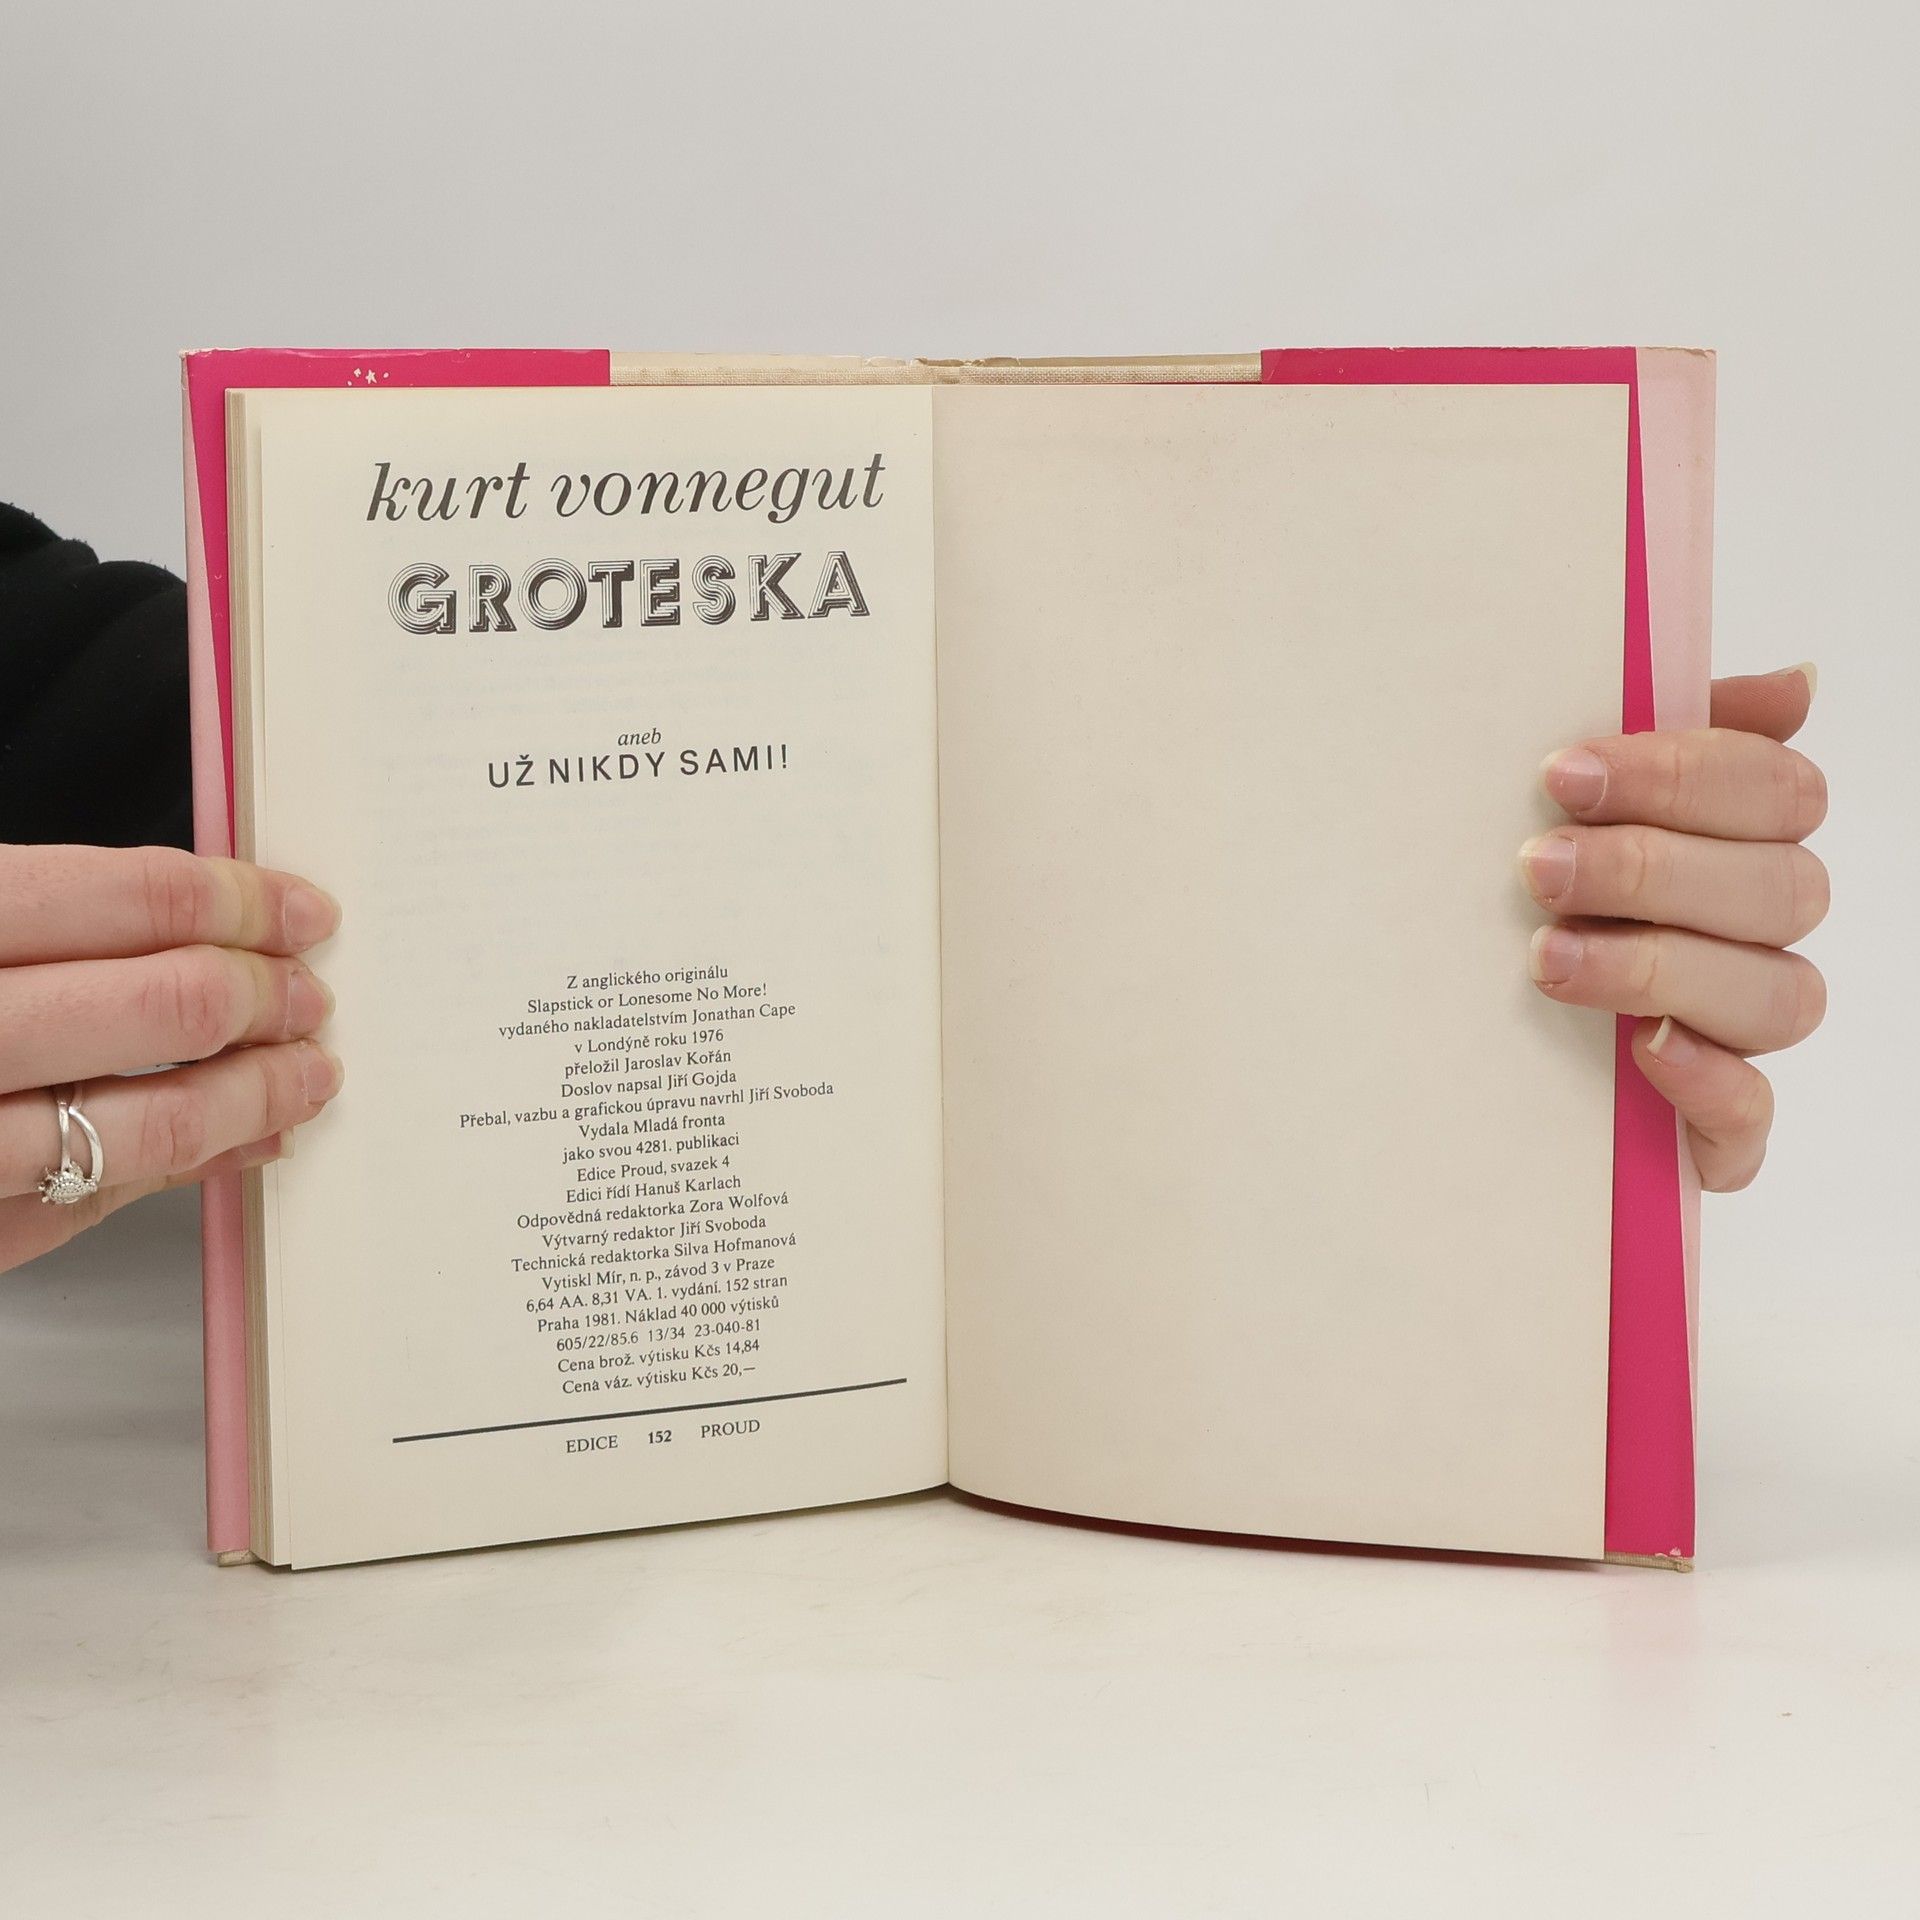 kurt vonnegut
GROTESKA
aneb
UŽ NIKDY SAMI!
Z anglického originálu
Slapstick or Lonesome No More!
vydaného nakladatelstvím Jonathan Cape
v Londýně roku 1976
přeložil Jaroslav Kořán
Doslov napsal Jiří Gojda
Přebal, vazbu a grafickou úpravu navrhl Jiří Svoboda
Vydala Mladá fronta
jako svou 4281. publikaci
Edice Proud, svazek 4
Edici řídí Hanuš Karlach
Odpovědná redaktorka Zora Wolfová
Výtvarný redaktor Jiří Svoboda
Technická redaktorka Silva Hofmanová
Vytiskl Mír, n. p., závod 3 v Praze
6,64 AA. 8,31 VA. 1. vydání. 152 stran
Praha 1981. Náklad 40 000 výtisků
605/22/85.6 13/34 23-040-81
Cena brož. výtisku Kčs 14,84
Cena váz. výtisku Kčs 20,—
EDICE 152 PROUD